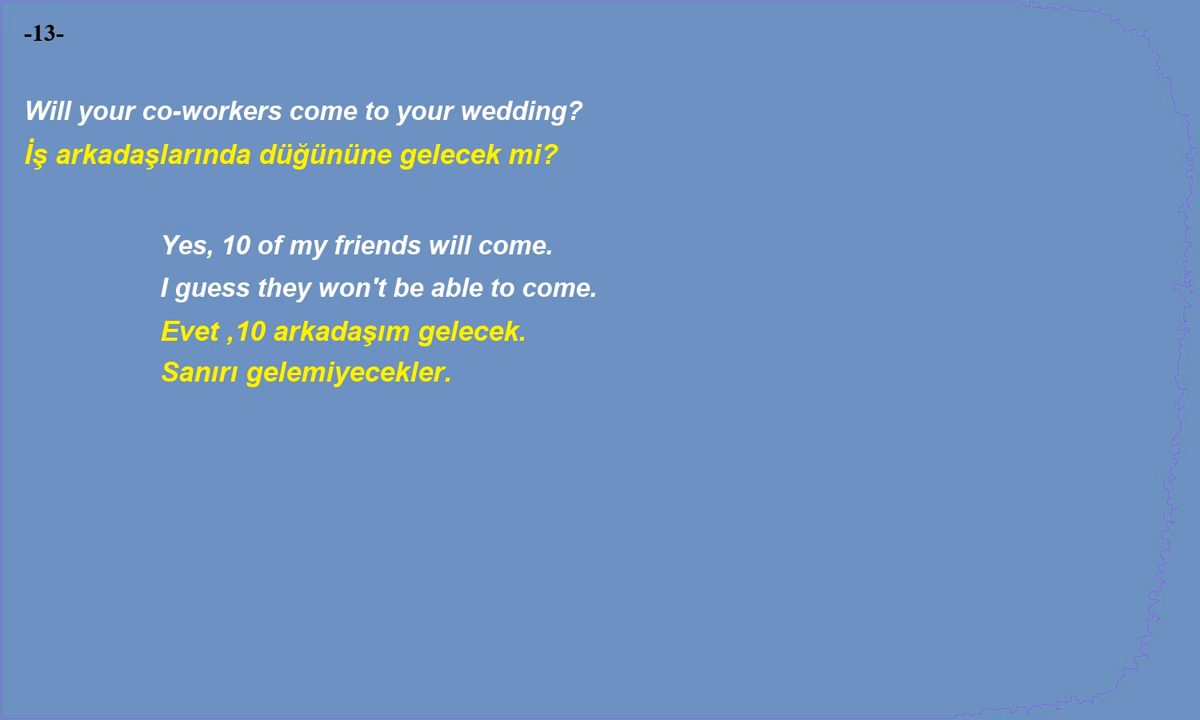 -13-
Will your co-workers come to your wedding?
İş arkadaşlarında düğününe gelecek mi?
Yes, 10 of my friends will come.
I guess they won't be able to come.
Evet ,10 arkadaşım gelecek.
Sanırı gelemiyecekler.